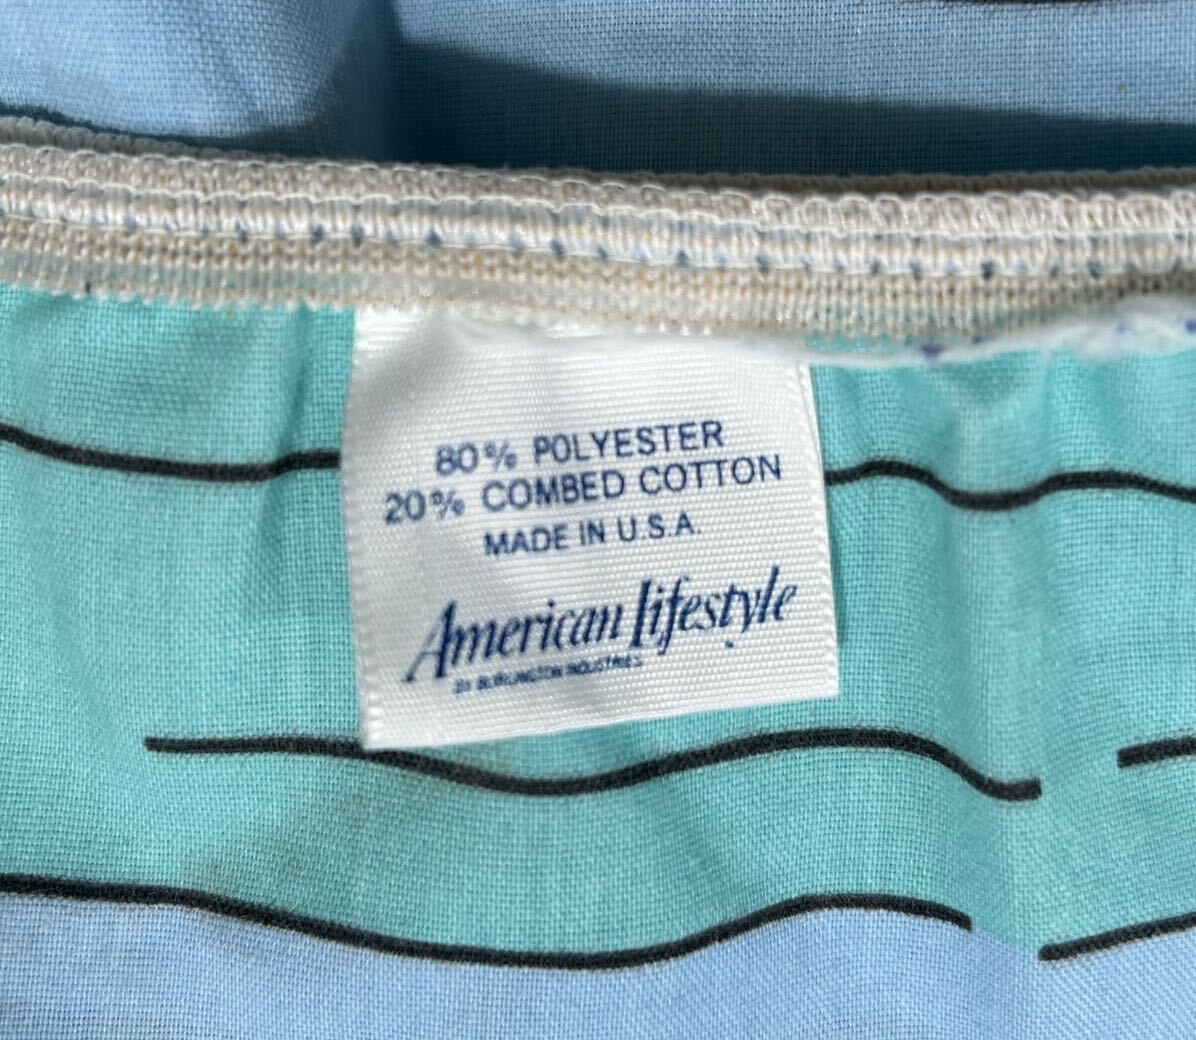 80% POLYESTER
20% COMBED COTTON
MADE IN U.S.A.
American Lifestyle
BY BURLINGTON INDUSTRIES